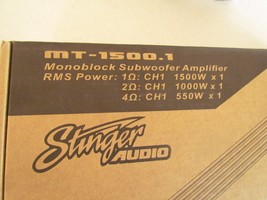 MT-1500.1
Monoblock Subwoofer Amplifier
RMS Power: 1Ω: CH1 1500W x 1
2Ω: CH1 1000W x 1
4Ω: CH1 550W x 1
Stinger
AUDIO